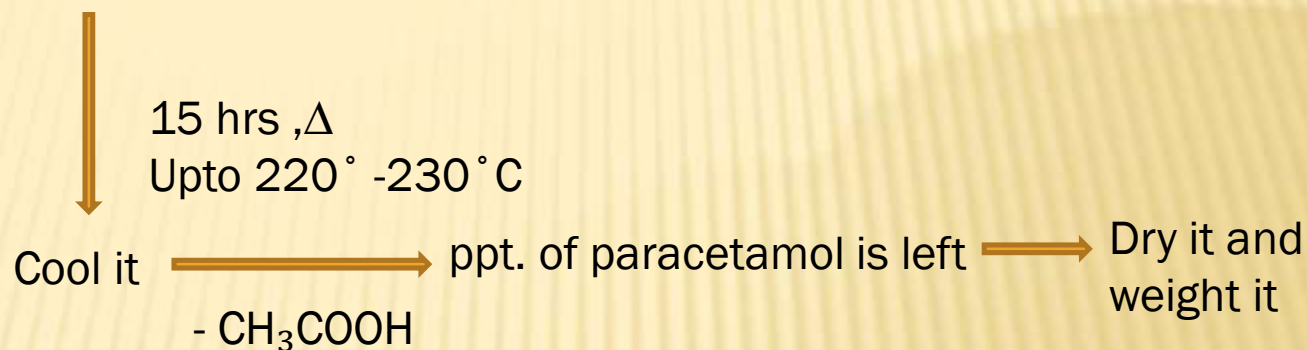 15 hrs ,Δ
Upto 220˚ -230˚C
Cool it
- CH₃COOH
ppt. of paracetamol is left
Dry it and
weight it